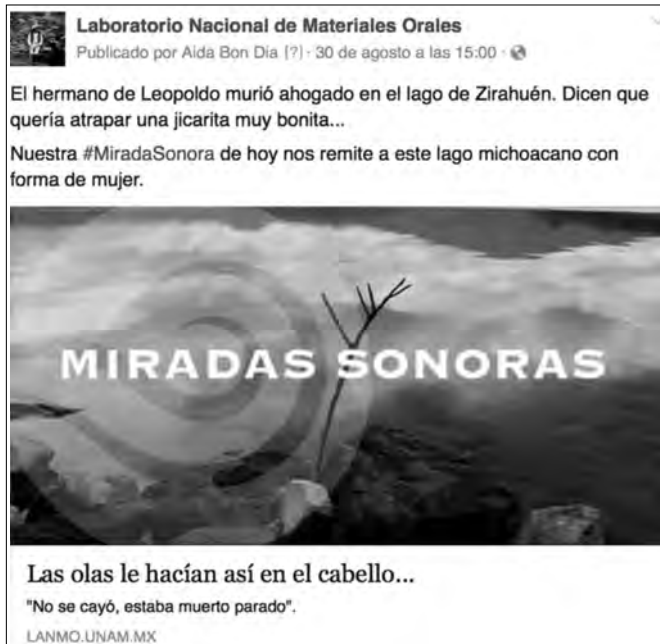 Laboratorio Nacional de Materiales Orales
Publicado por Aida Bon Dia [?] · 30 de agosto a las 15:00 ·
El hermano de Leopoldo murió ahogado en el lago de Zirahuén. Dicen que
quería atrapar una jicarita muy bonita...
Nuestra #MiradaSonora de hoy nos remite a este lago michoacano con
forma de mujer.
MIRADAS SONORAS
Las olas le hacían así en el cabello...
"No se cayó, estaba muerto parado".
LANMO.UNAM.MX